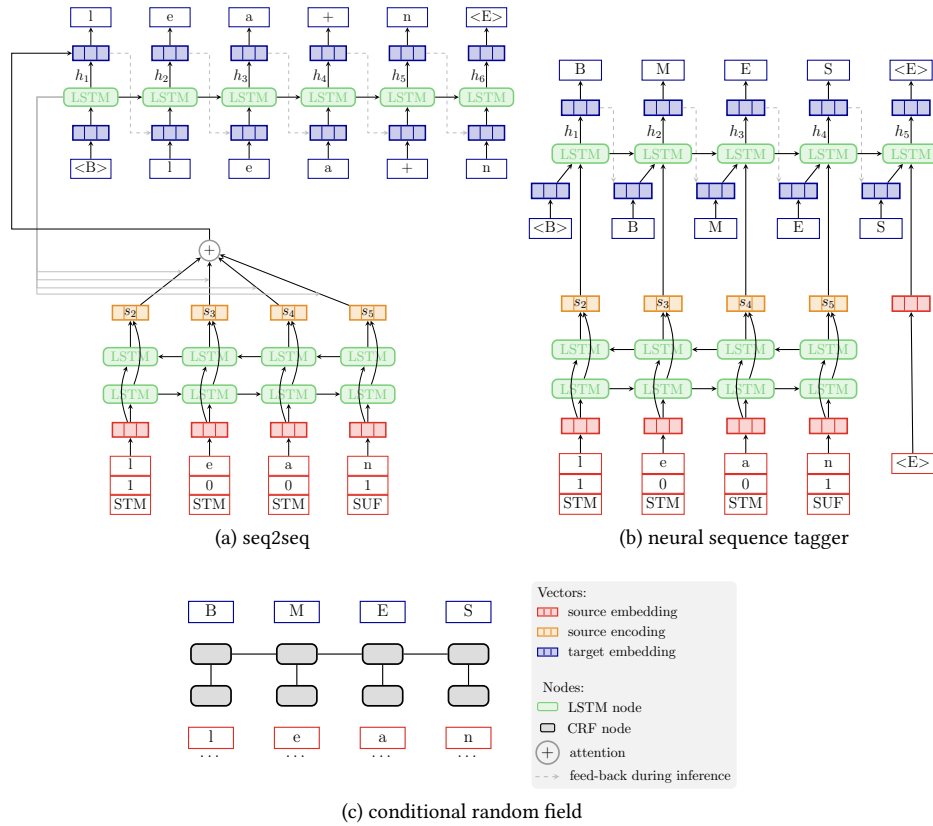 l e a + n <E>
h1 h2 h3 h4 h5 h6
LSTM LSTM LSTM LSTM LSTM LSTM
<B> l e a + n
+
s2 s3 s4 s5
LSTM LSTM LSTM LSTM
LSTM LSTM LSTM LSTM
l e a n
1 0 0 1
STM STM STM SUF
(a) seq2seq
B M E S <E>
h1 h2 h3 h4 h5
LSTM LSTM LSTM LSTM LSTM
<B> B M E S
s2 s3 s4 s5
LSTM LSTM LSTM LSTM
LSTM LSTM LSTM LSTM
l e a n <E>
1 0 0 1
STM STM STM SUF
(b) neural sequence tagger
B M E S
l e a n
... ... ... ...
Vectors:
source embedding
source encoding
target embedding
Nodes:
LSTM node
CRF node
+ attention
feed-back during inference
(c) conditional random field